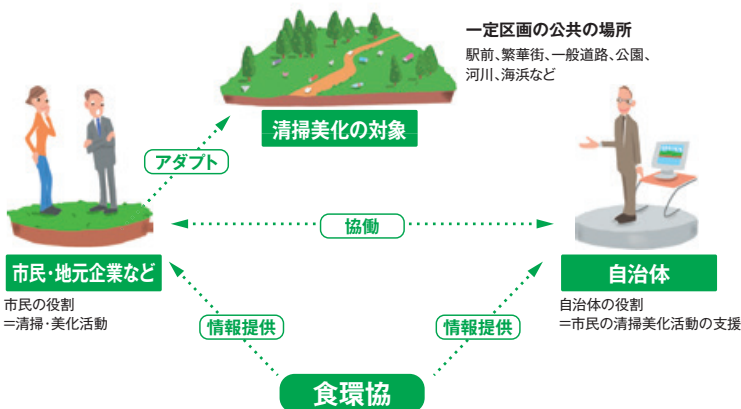 一定区画の公共の場所
駅前、繁華街、一般道路、公園、
河川、海浜など
清掃美化の対象
アダプト
協働
市民・地元企業など
市民の役割
=清掃・美化活動
自治体
自治体の役割
=市民の清掃美化活動の支援
情報提供
情報提供
食環協